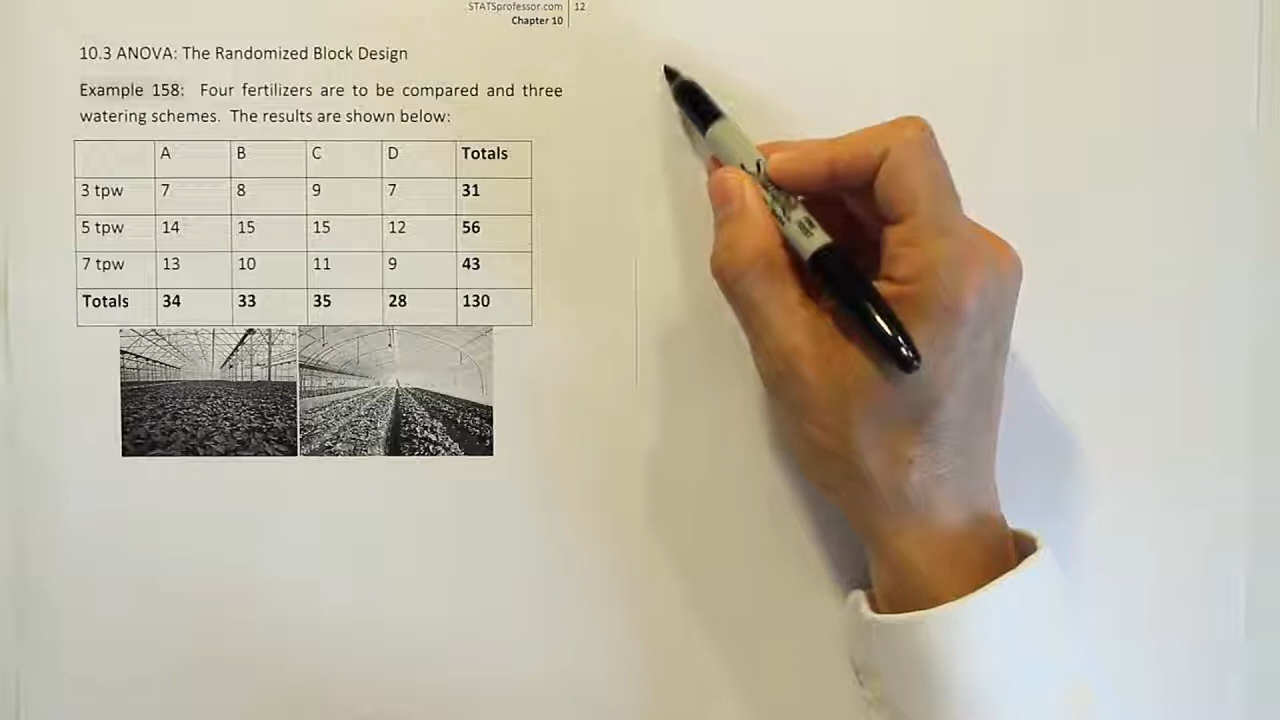 STATSprofessor.com 12
Chapter 10
10.3 ANOVA: The Randomized Block Design
Example 158: Four fertilizers are to be compared and three
watering schemes. The results are shown below:
A B C D Totals
3 tpw 7 8 9 7 31
5 tpw 14 15 15 12 56
7 tpw 13 10 11 9 43
Totals 34 33 35 28 130